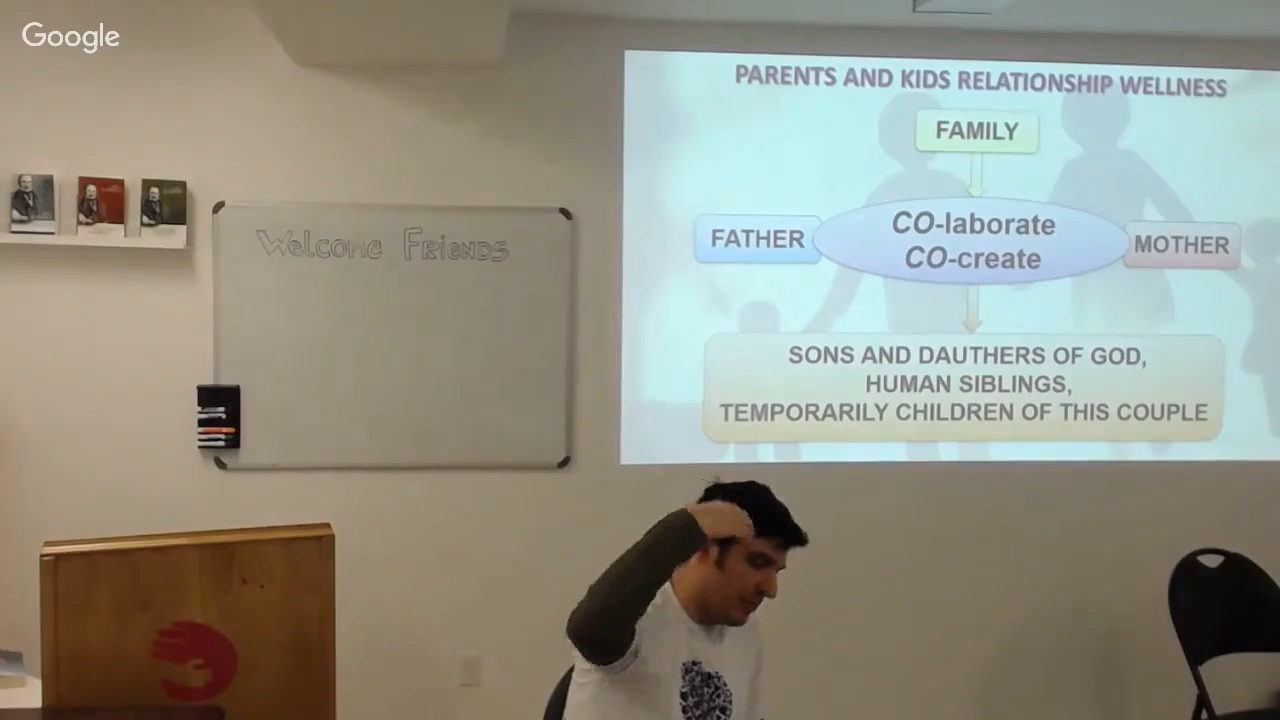 Google
Welcome Friends
PARENTS AND KIDS RELATIONSHIP WELLNESS
FAMILY
FATHER
CO-laborate
CO-create
MOTHER
SONS AND DAUTHERS OF GOD,
HUMAN SIBLINGS,
TEMPORARILY CHILDREN OF THIS COUPLE